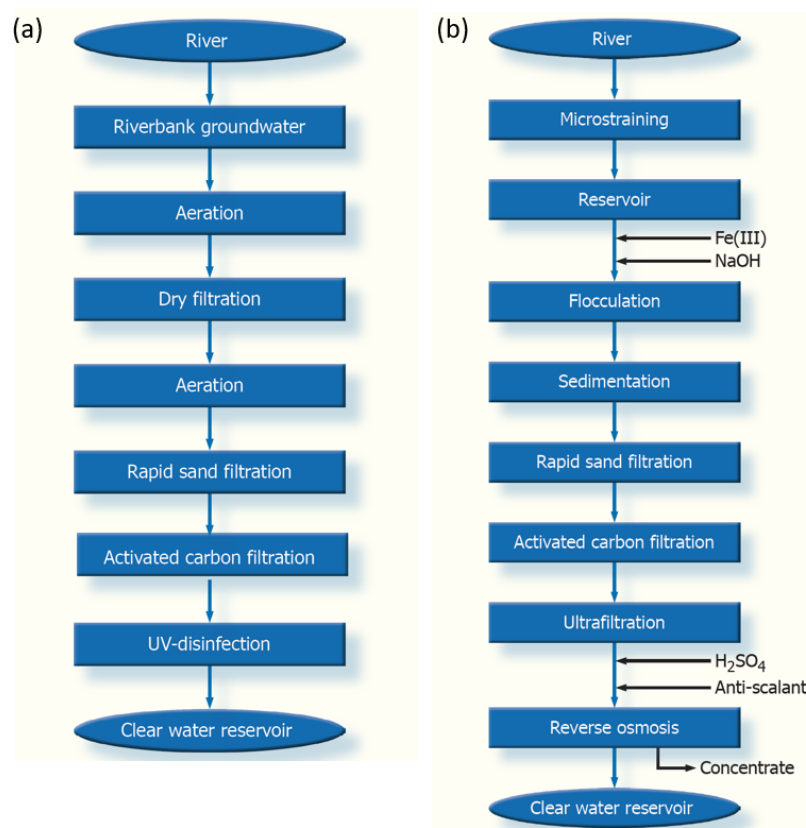 (a)
River
Riverbank groundwater
Aeration
Dry filtration
Aeration
Rapid sand filtration
Activated carbon filtration
UV-disinfection
Clear water reservoir
(b)
River
Microstraining
Reservoir
Fe(III)
NaOH
Flocculation
Sedimentation
Rapid sand filtration
Activated carbon filtration
Ultrafiltration
H₂SO₄
Anti-scalant
Reverse osmosis
Concentrate
Clear water reservoir